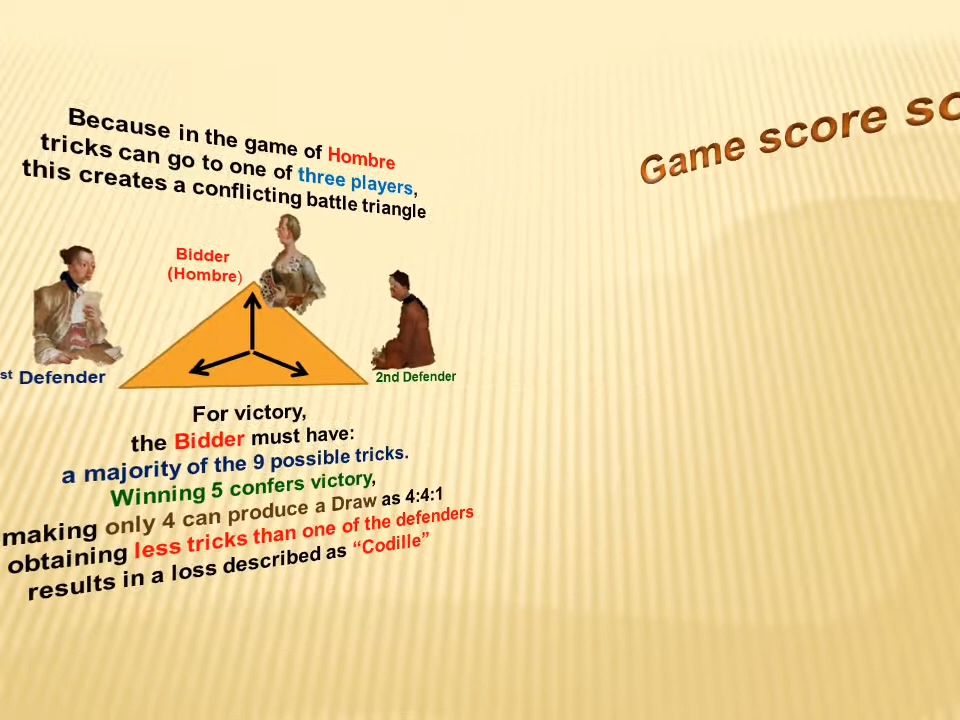 Because in the game of Hombre
tricks can go to one of three players,
this creates a conflicting battle triangle
Game score
Bidder
(Hombre)
st Defender
2nd Defender
For victory,
the Bidder must have:
a majority of the 9 possible tricks.
Winning 5 confers victory,
making only 4 can produce a Draw as 4:4:1
obtaining less tricks than one of the defenders
results in a loss described as “Codille”